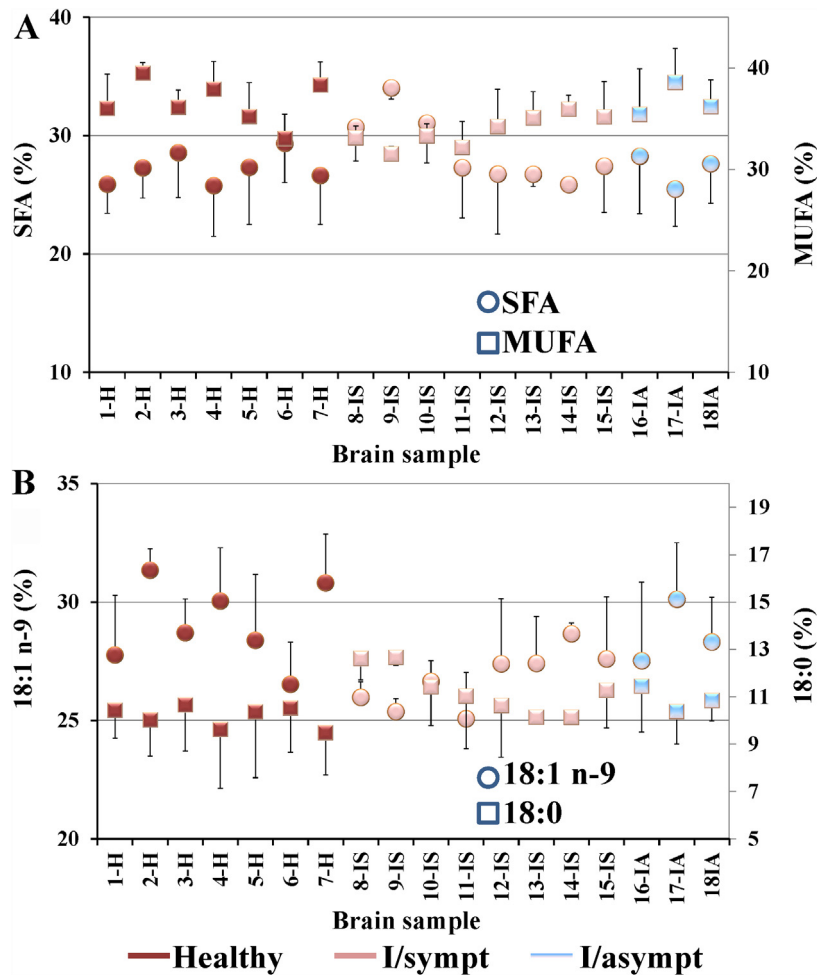 A
40
30
20
10
SFA (%)
40
30
20
10
MUFA (%)
SFA
MUFA
1-H
2-H
3-H
4-H
5-H
6-H
7-H
8-IS
9-IS
10-IS
11-IS
12-IS
13-IS
14-IS
15-IS
16-IA
17-IA
18IA
Brain sample
B
35
30
25
20
18:1 n-9 (%)
19
17
15
13
11
9
7
5
18:0 (%)
18:1 n-9
18:0
1-H
2-H
3-H
4-H
5-H
6-H
7-H
8-IS
9-IS
10-IS
11-IS
12-IS
13-IS
14-IS
15-IS
16-IA
17-IA
18IA
Brain sample
Healthy
I/sympt
I/asympt